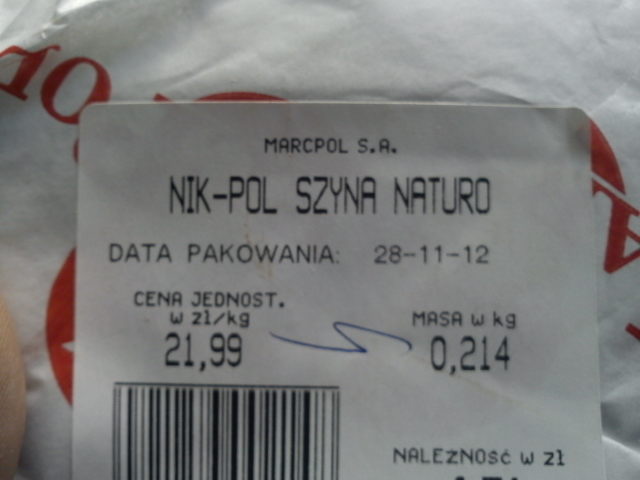 MARCPOL S.A.
NIK-POL SZYNA NATURO
DATA PAKOWANIA: 28-11-12
CENA JEDNOST.
w zł/kg
MASA w kg
21,99
0,214
NALEŻNOŚĆ w zł